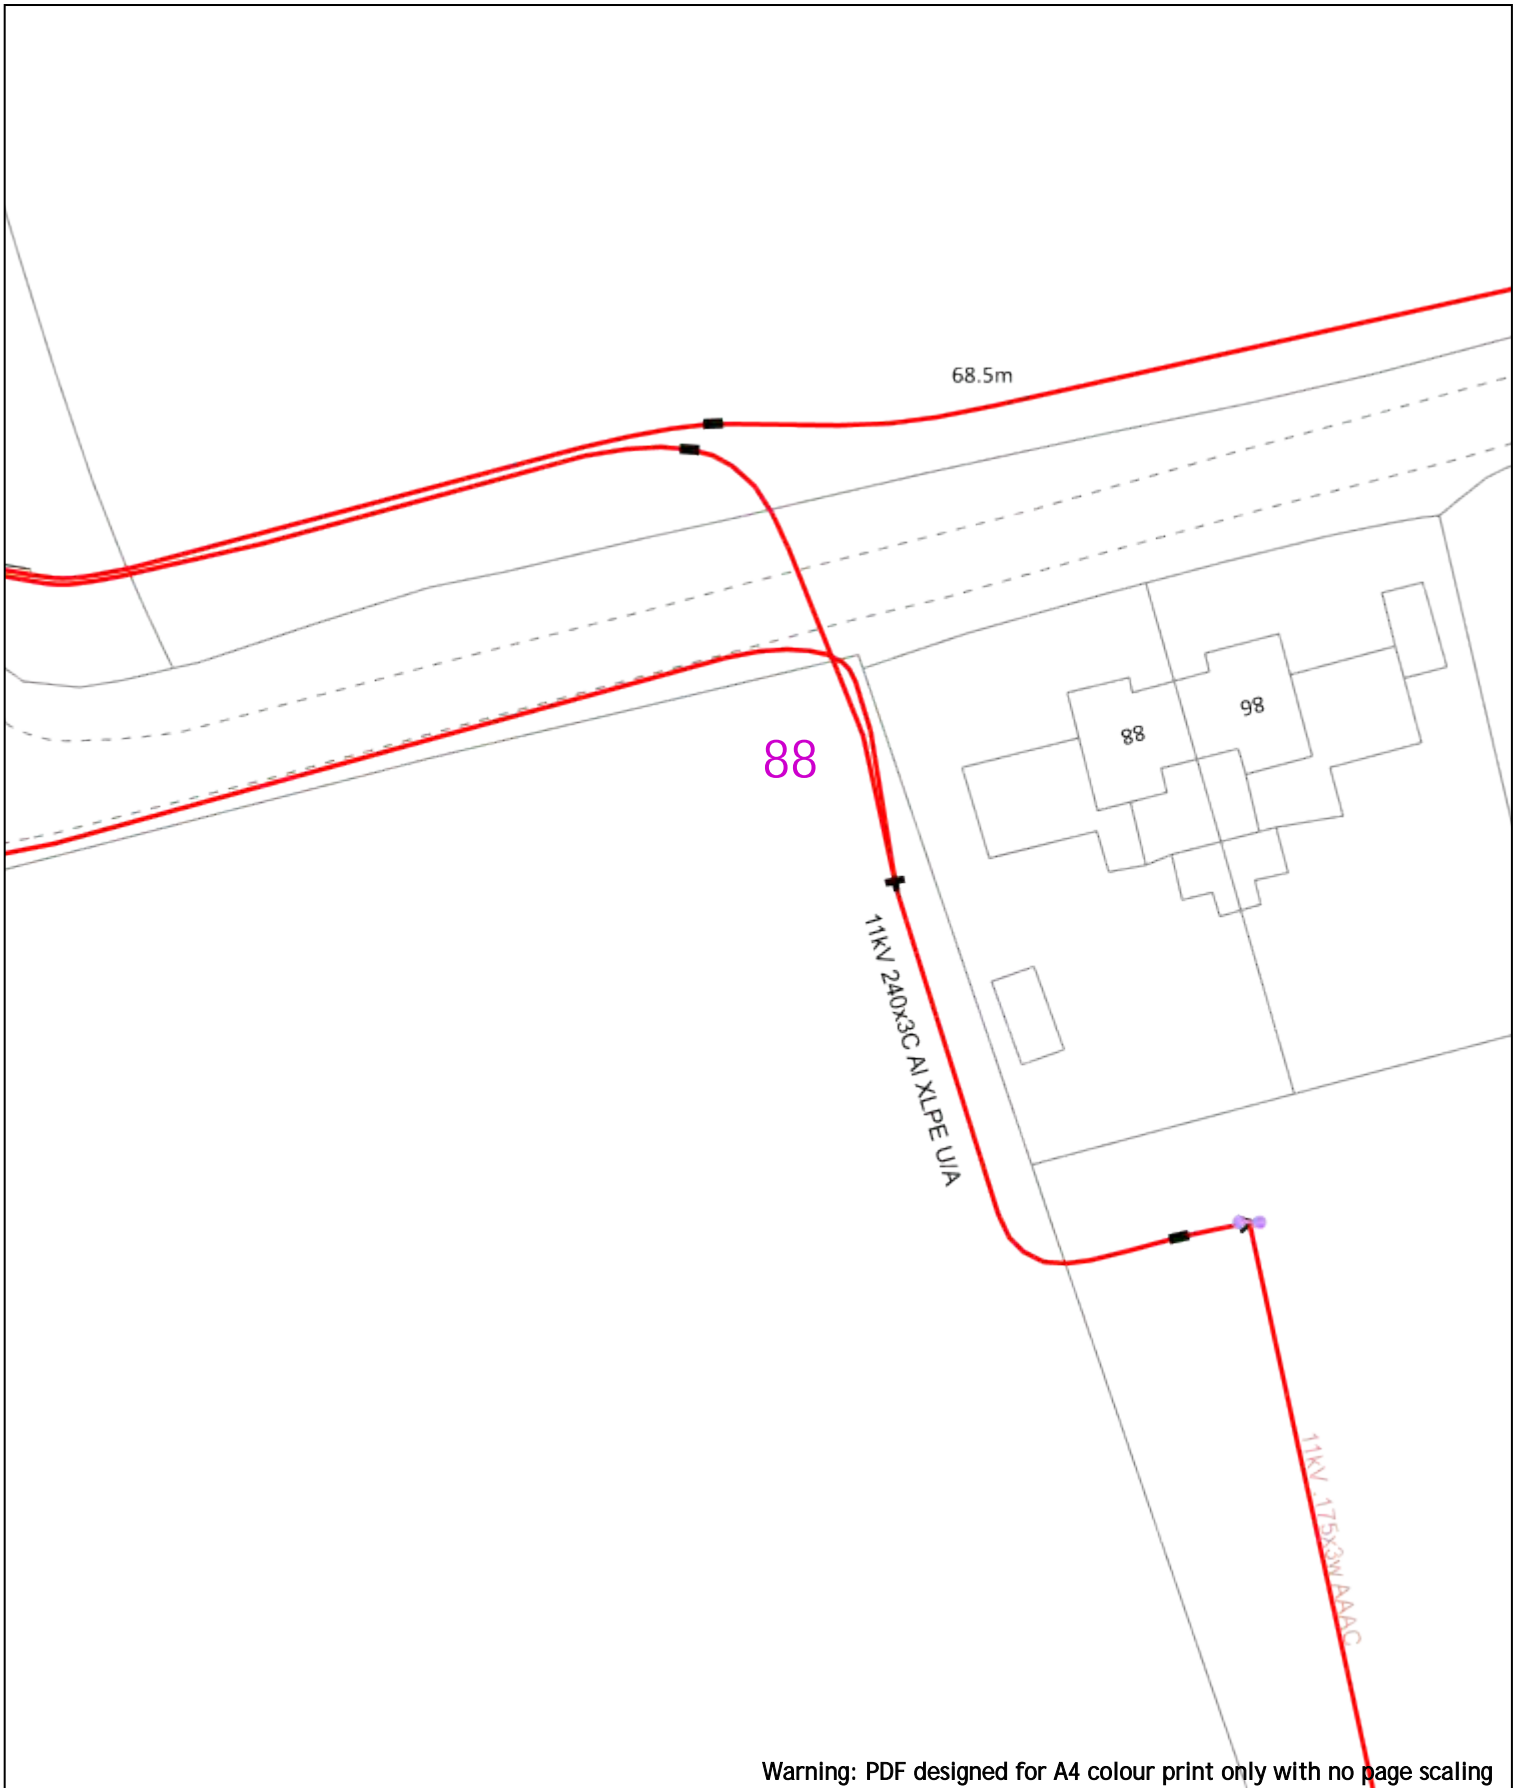 68.5m
98
88
88
11kV 240x3C Al XLPE U/A
11kV .175x3w AAAC
Warning: PDF designed for A4 colour print only with no page scaling